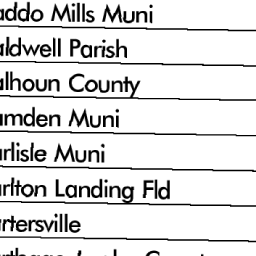 addo Mills Muni
aldwell Parish
alhoun County
amden Muni
arlisle Muni
arlton Landing Fld
artersville